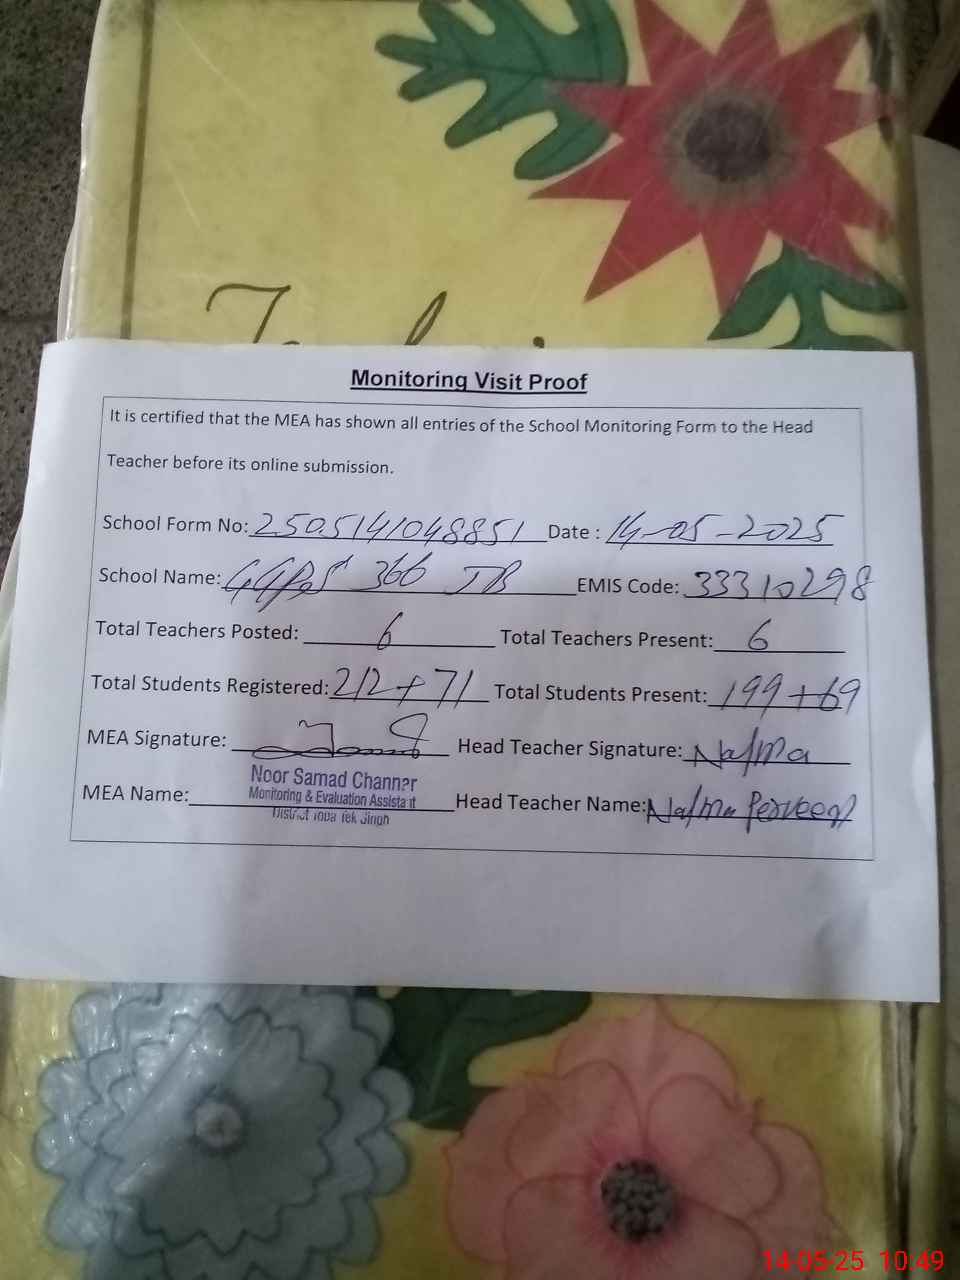 Monitoring Visit Proof
It is certified that the MEA has shown all entries of the School Monitoring Form to the Head
Teacher before its online submission.
School Form No: 2505141048851 Date : 14-05-2025
School Name: 366 JB EMIS Code: 33310298
Total Teachers Posted: 6 Total Teachers Present: 6
Total Students Registered: 212+71 Total Students Present: 199+69
MEA Signature: Head Teacher Signature: Najma
Noor Samad Channar
Monitoring & Evaluation Assistant
District Toba Tek Singh
MEA Name: Head Teacher Name: Najma Perveen
14-05-25 10:49